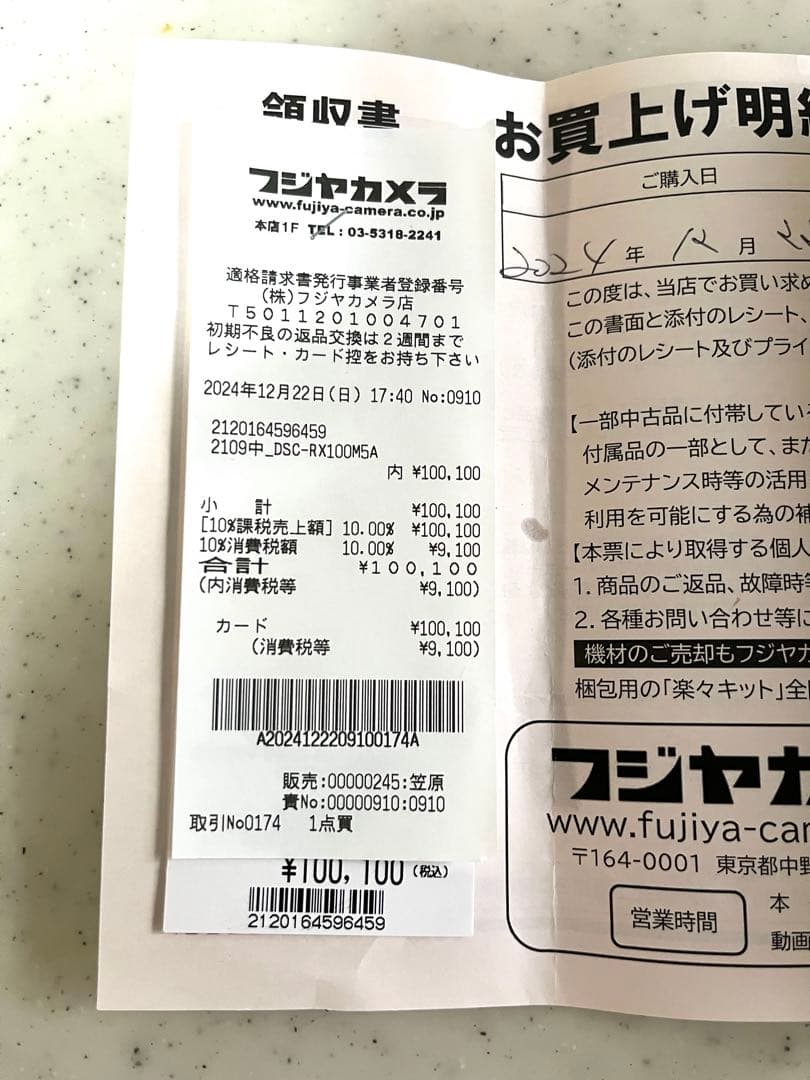 領収書
フジヤカメラ
www.fujiya-camera.co.jp
本店1F TEL:03-5318-2241
適格請求書発行事業者登録番号
(株)フジヤカメラ店
T5011201004701
初期不良の返品交換は2週間まで
レシート・カード控をお持ち下さい
2024年12月22日(日) 17:40 No:0910
2120164596459
2109中_DSC-RX100M5A
内 ¥100,100
小 計 ¥100,100
[10%課税売上額] 10.00% ¥100,100
10%消費税額 10.00% ¥9,100
合計 ¥100,100
(内消費税等 ¥9,100)
カード ¥100,100
(消費税等 ¥9,100)
A2024122209100174A
販売:00000245:笠原
責No:00000910:0910
取引No0174 1点買
¥100,100(税込)
2120164596459
お買上げ明
ご購入日
2024年12月
この度は、当店でお買い求め
この書面と添付のレシート、
(添付のレシート及びプライ
【一部中古品に付帯してい
付属品の一部として、また
メンテナンス時等の活用
利用を可能にする為の補
【本票により取得する個人
1. 商品のご返品、故障時等
2. 各種お問い合わせ等に
機材のご売却もフジヤカ
梱包用の「楽々キット」全
フジヤカ
www.fujiya-ca
〒164-0001 東京都中野
営業時間
本
動画